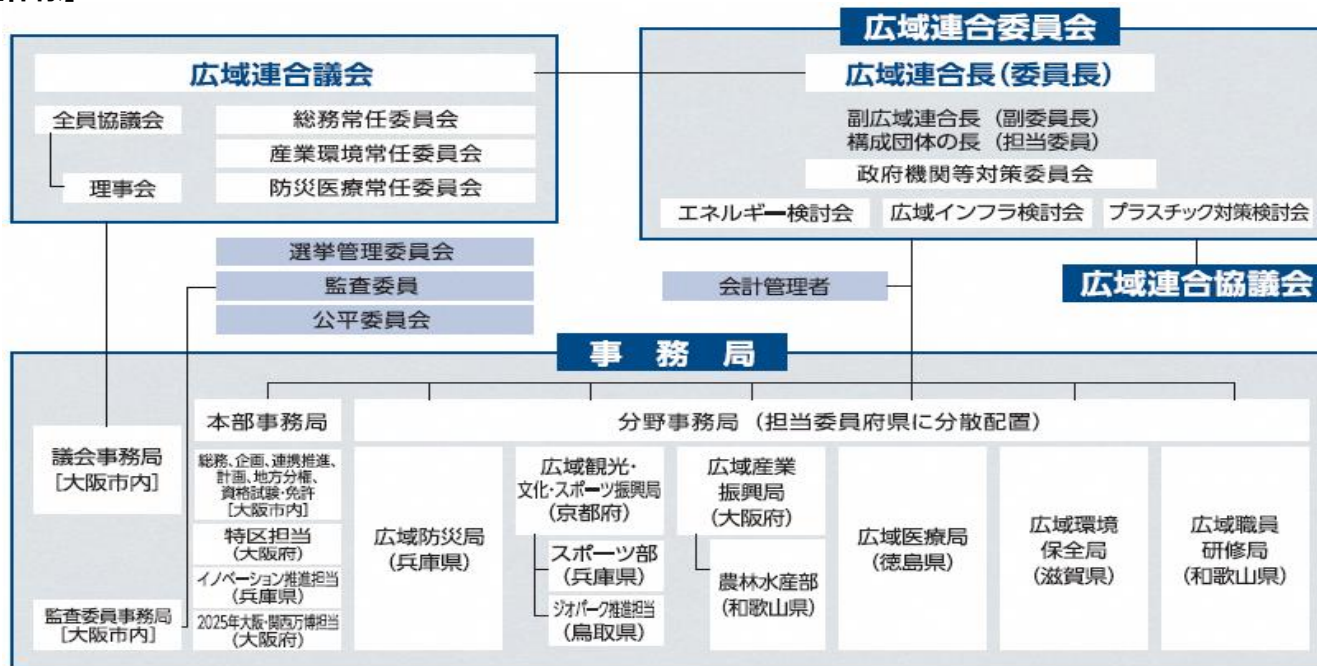 広域連合議会
全員協議会
理事会
総務常任委員会
産業環境常任委員会
防災医療常任委員会
広域連合委員会
広域連合長(委員長)
副広域連合長(副委員長)
構成団体の長(担当委員)
政府機関等対策委員会
エネルギー検討会
広域インフラ検討会
プラスチック対策検討会
広域連合協議会
選挙管理委員会
監査委員
公平委員会
会計管理者
事務局
議会事務局
[大阪市内]
監査委員事務局
[大阪市内]
本部事務局
総務、企画、連携推進、
計画、地方分権、
資格試験・免許
[大阪市内]
特区担当
(大阪府)
イノベーション推進担当
(兵庫県)
2025年大阪・関西万博担当
(大阪府)
分野事務局(担当委員府県に分散配置)
広域防災局
(兵庫県)
広域観光・
文化・スポーツ振興局
(京都府)
スポーツ部
(兵庫県)
ジオパーク推進担当
(鳥取県)
広域産業
振興局
(大阪府)
農林水産部
(和歌山県)
広域医療局
(徳島県)
広域環境
保全局
(滋賀県)
広域職員
研修局
(和歌山県)